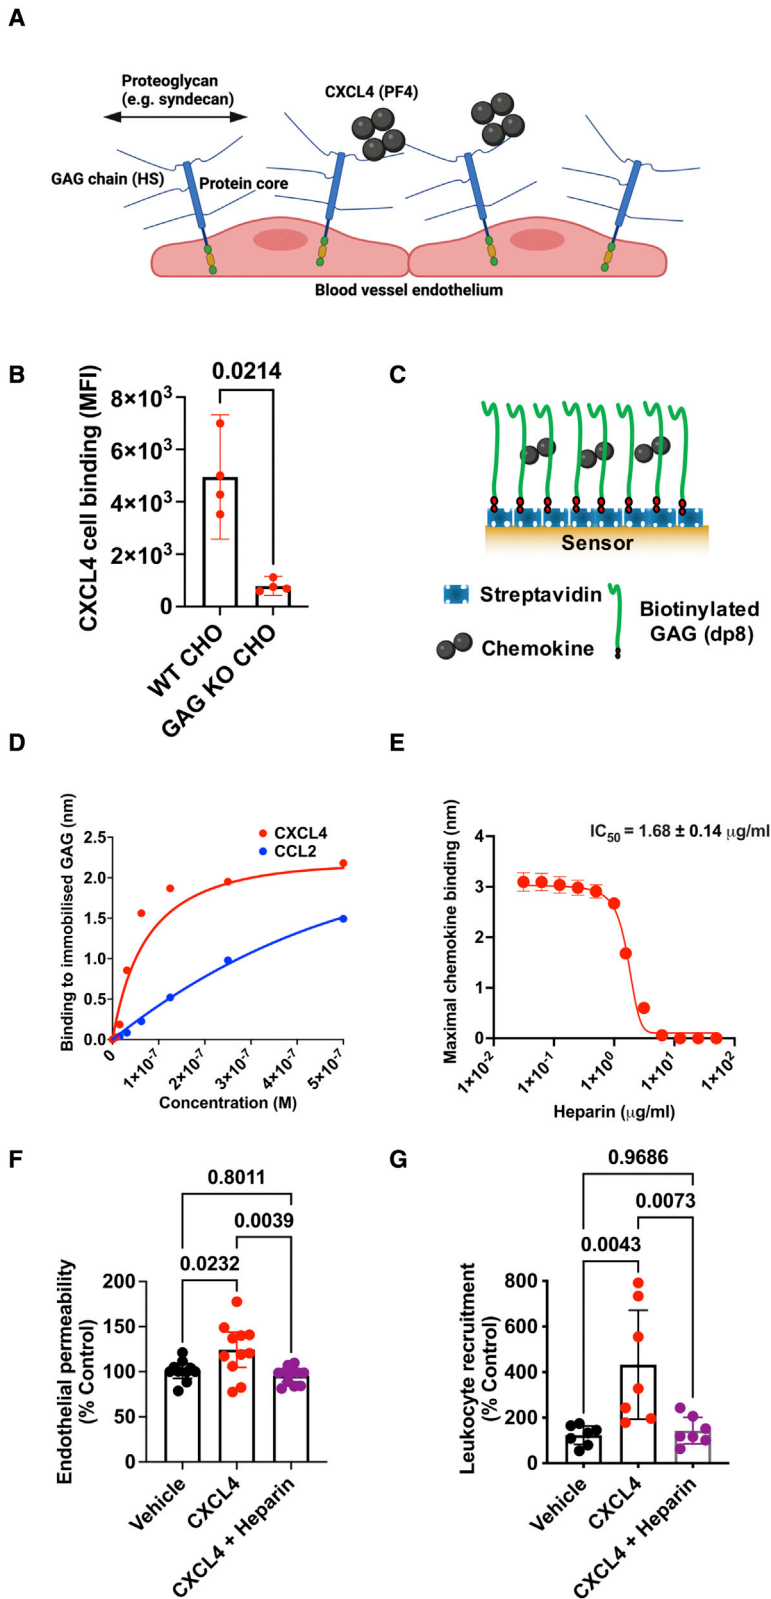 A
Proteoglycan
(e.g. syndecan)
CXCL4 (PF4)
GAG chain (HS)
Protein core
Blood vessel endothelium
B
0.0214
CXCL4 cell binding (MFI)
8×10³
6×10³
4×10³
2×10³
0
WT CHO
GAG KO CHO
C
Sensor
Streptavidin
Chemokine
Biotinylated
GAG (dp8)
D
Binding to immobilised GAG (nm)
2.5
2.0
1.5
1.0
0.5
0.0
CXCL4
CCL2
0
1×10⁻⁷
2×10⁻⁷
3×10⁻⁷
4×10⁻⁷
5×10⁻⁷
Concentration (M)
E
IC₅₀ = 1.68 ± 0.14 μg/ml
Maximal chemokine binding (nm)
4
3
2
1
0
1×10⁻²
1×10⁻¹
1×10⁰
1×10¹
1×10²
Heparin (μg/ml)
F
0.8011
0.0039
0.0232
Endothelial permeability
(% Control)
200
150
100
50
0
Vehicle
CXCL4
CXCL4 + Heparin
G
0.9686
0.0073
0.0043
Leukocyte recruitment
(% Control)
800
600
400
200
0
Vehicle
CXCL4
CXCL4 + Heparin